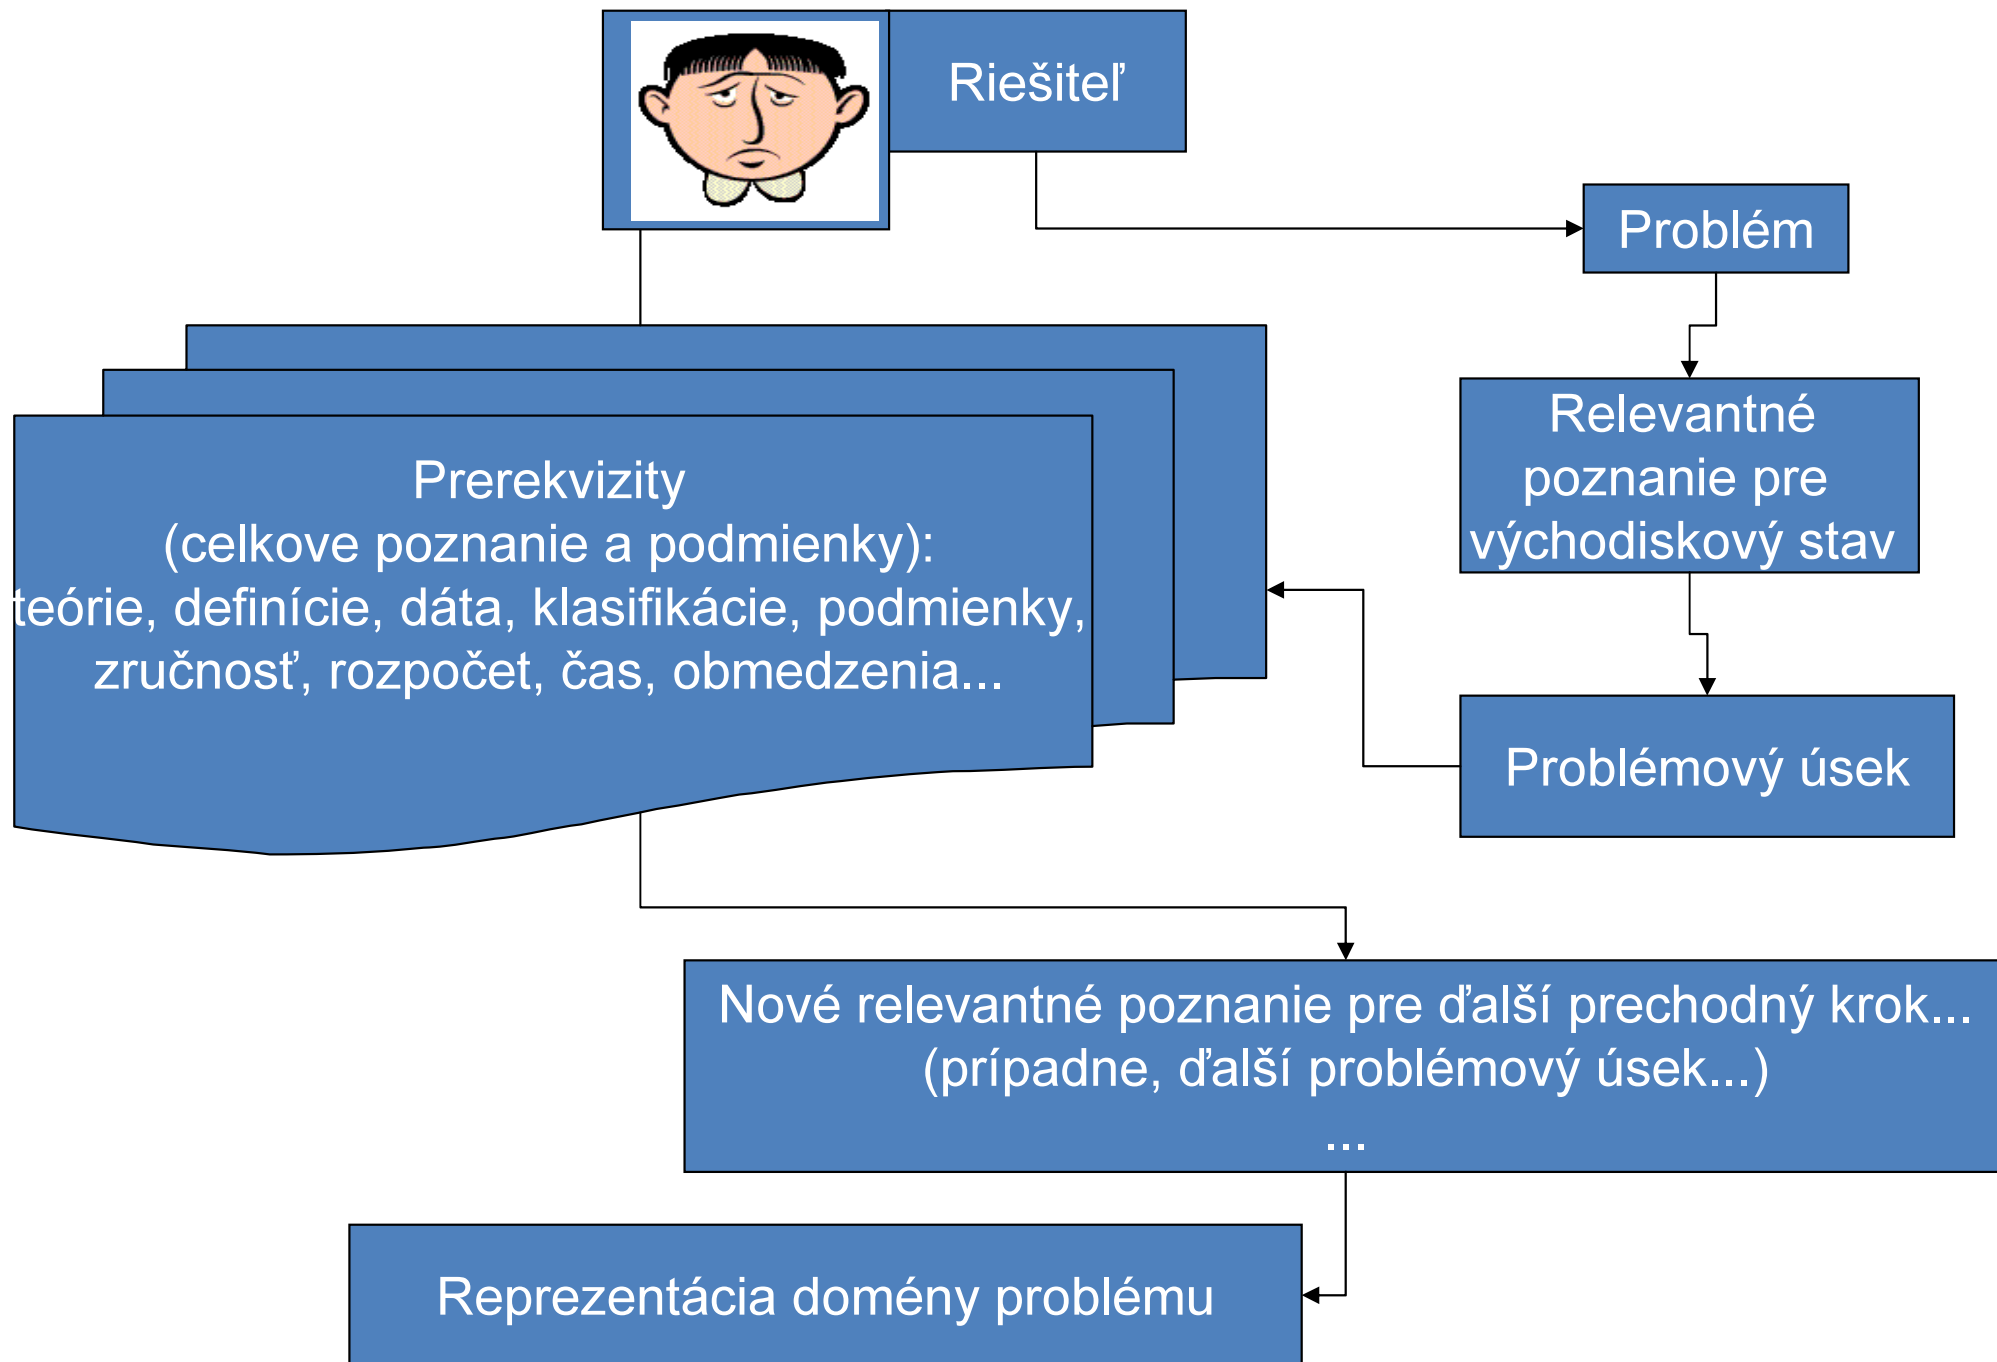 Riešiteľ
Problém
Relevantné
poznanie pre
východiskový stav
Prerekvizity
(celkove poznanie a podmienky):
teórie, definície, dáta, klasifikácie, podmienky,
zručnosť, rozpočet, čas, obmedzenia...
Problémový úsek
Nové relevantné poznanie pre ďalší prechodný krok...
(prípadne, ďalší problémový úsek...)
...
Reprezentácia domény problému